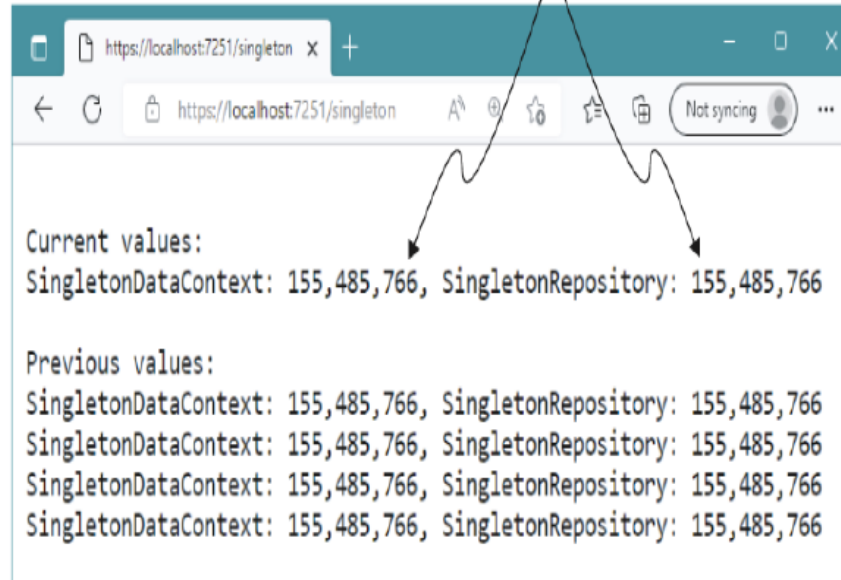 https://localhost:7251/singleton
https://localhost:7251/singleton
Not syncing
Current values:
SingletonDataContext: 155,485,766, SingletonRepository: 155,485,766
Previous values:
SingletonDataContext: 155,485,766, SingletonRepository: 155,485,766
SingletonDataContext: 155,485,766, SingletonRepository: 155,485,766
SingletonDataContext: 155,485,766, SingletonRepository: 155,485,766
SingletonDataContext: 155,485,766, SingletonRepository: 155,485,766